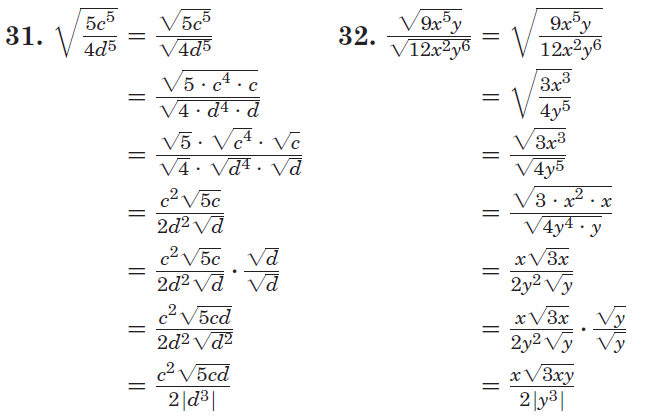 31. √(5c⁵/4d⁵) = √5c⁵/√4d⁵
= √(5 · c⁴ · c)/√(4 · d⁴ · d)
= (√5 · √c⁴ · √c)/(√4 · √d⁴ · √d)
= c²√5c/2d²√d
= c²√5c/2d²√d · √d/√d
= c²√5cd/2d²√d²
= c²√5cd/2|d³|
32. √9x⁵y/√12x²y⁶ = √(9x⁵y/12x²y⁶)
= √(3x³/4y⁵)
= √3x³/√4y⁵
= √(3 · x² · x)/√(4y⁴ · y)
= x√3x/2y²√y
= x√3x/2y²√y · √y/√y
= x√3xy/2|y³|